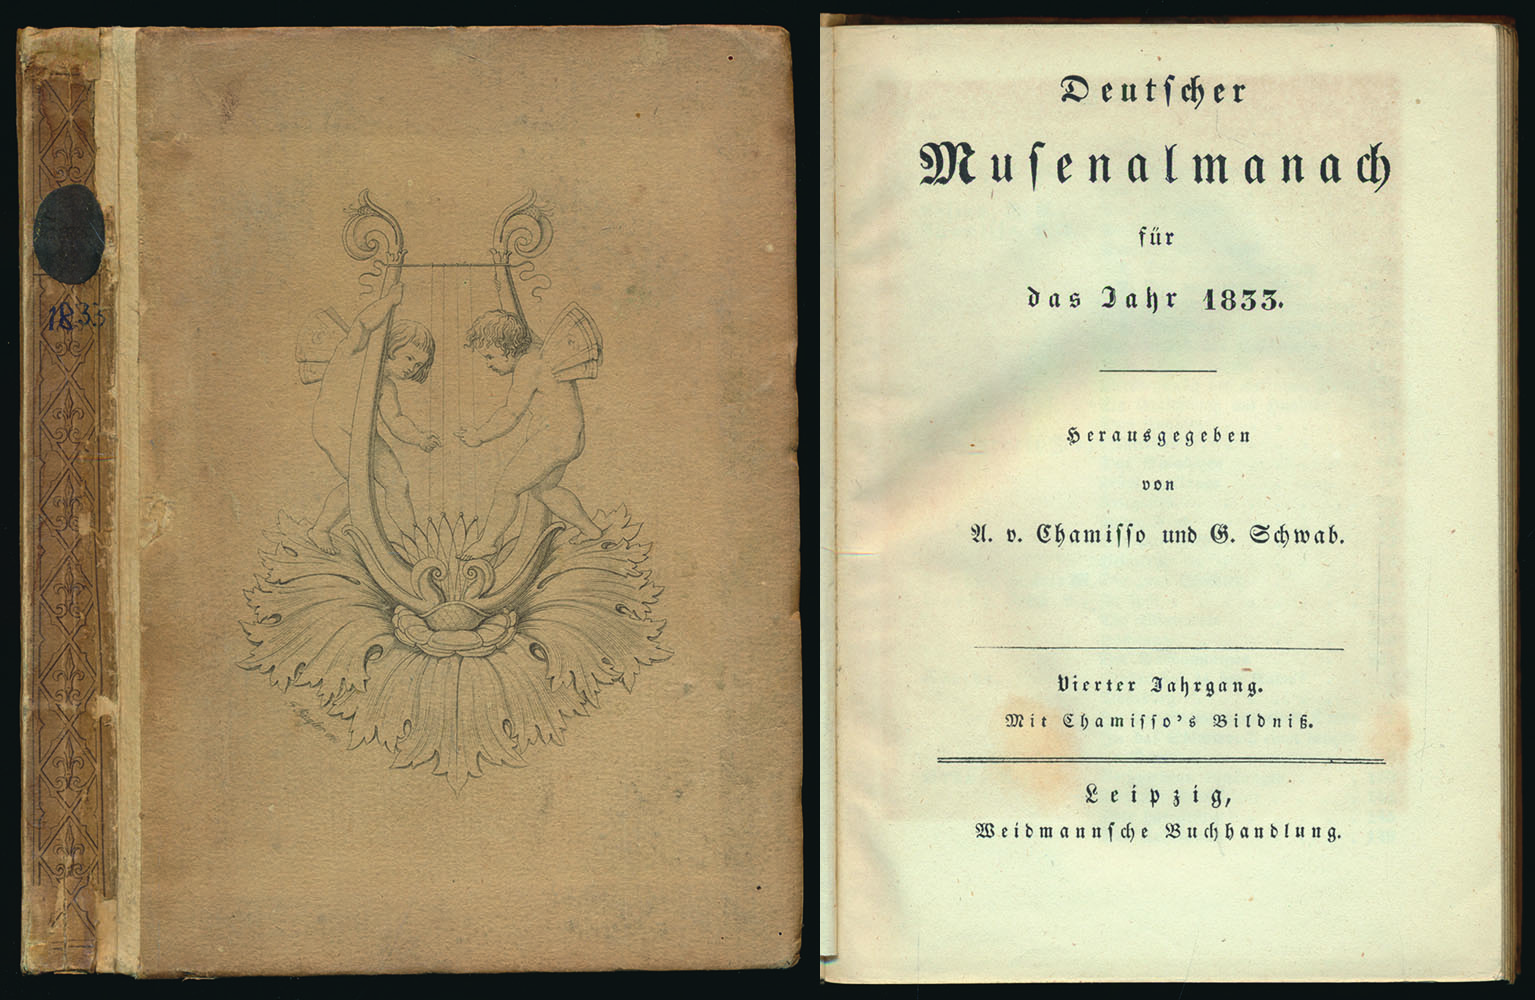 1833
Deutscher
Musenalmanach
für
das Jahr 1833.
Herausgegeben
von
A. v. Chamisso und G. Schwab.
Vierter Jahrgang.
Mit Chamisso's Bildniß.
Leipzig,
Weidmannsche Buchhandlung.